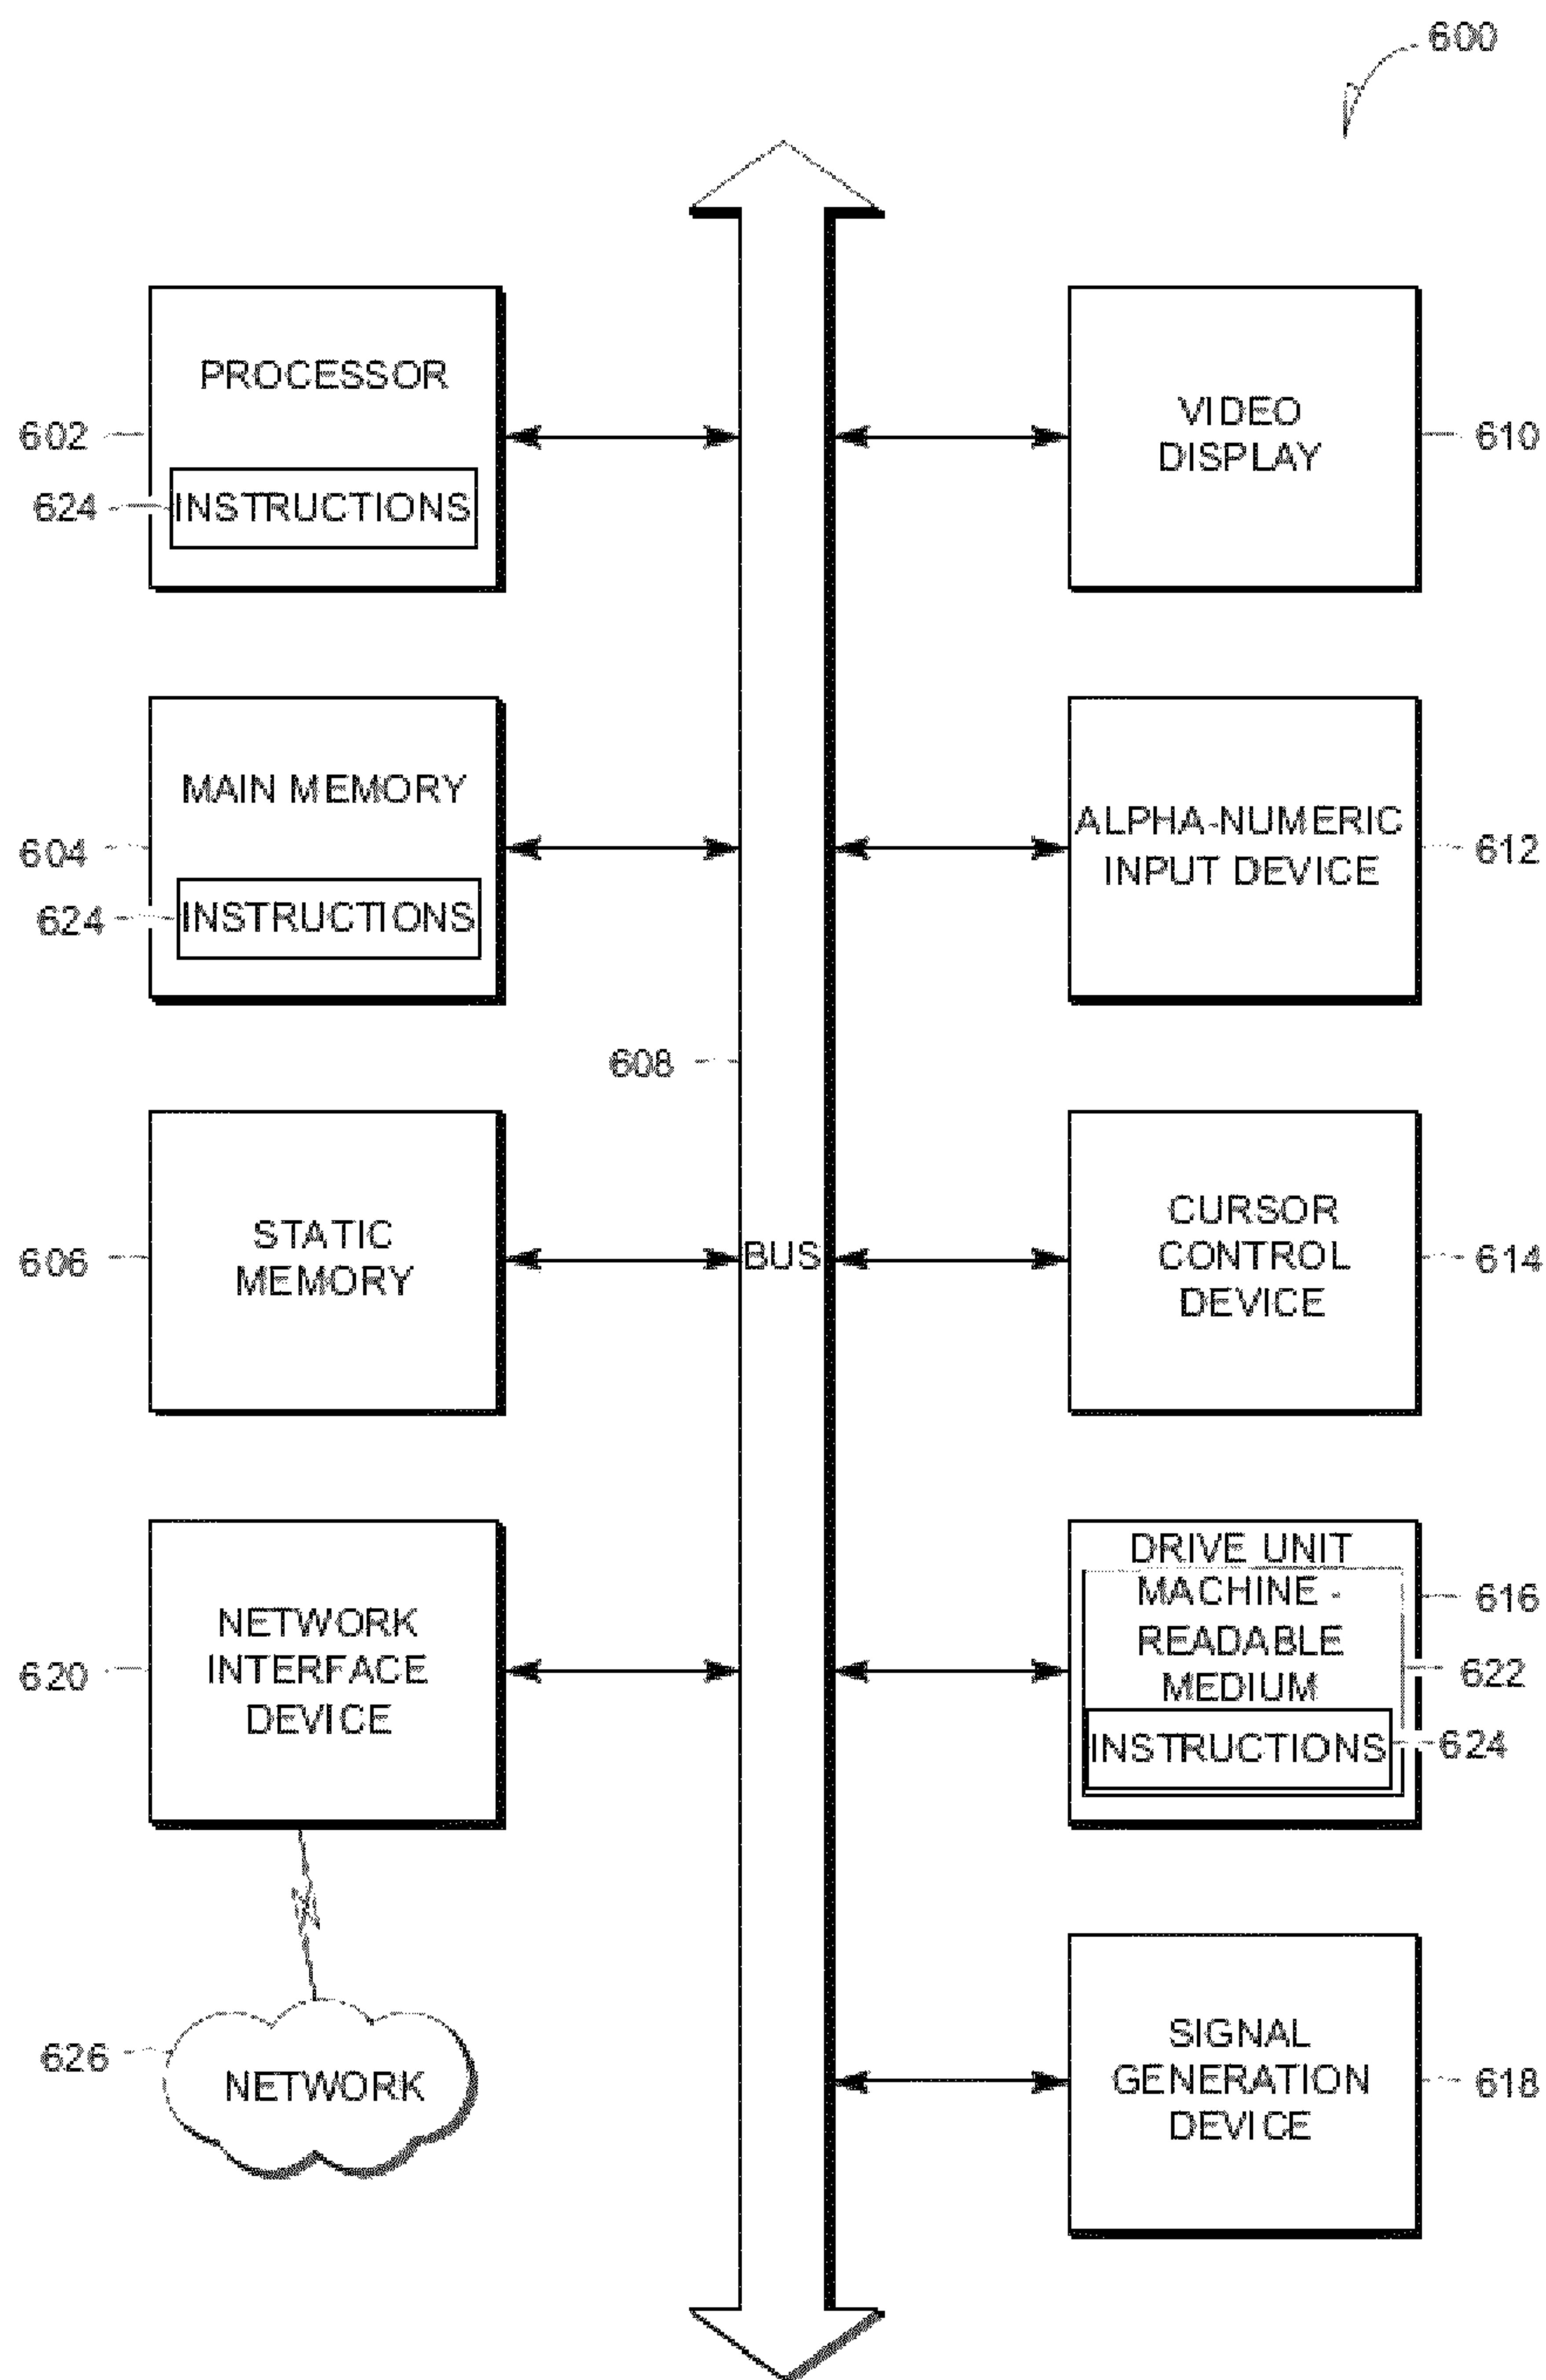 600
PROCESSOR
602
624
INSTRUCTIONS
VIDEO
DISPLAY
610
MAIN MEMORY
604
624
INSTRUCTIONS
ALPHA-NUMERIC
INPUT DEVICE
612
608
STATIC
MEMORY
606
BUS
CURSOR
CONTROL
DEVICE
614
NETWORK
INTERFACE
DEVICE
620
DRIVE UNIT
MACHINE -
READABLE
MEDIUM
616
622
INSTRUCTIONS
624
626
NETWORK
SIGNAL
GENERATION
DEVICE
618